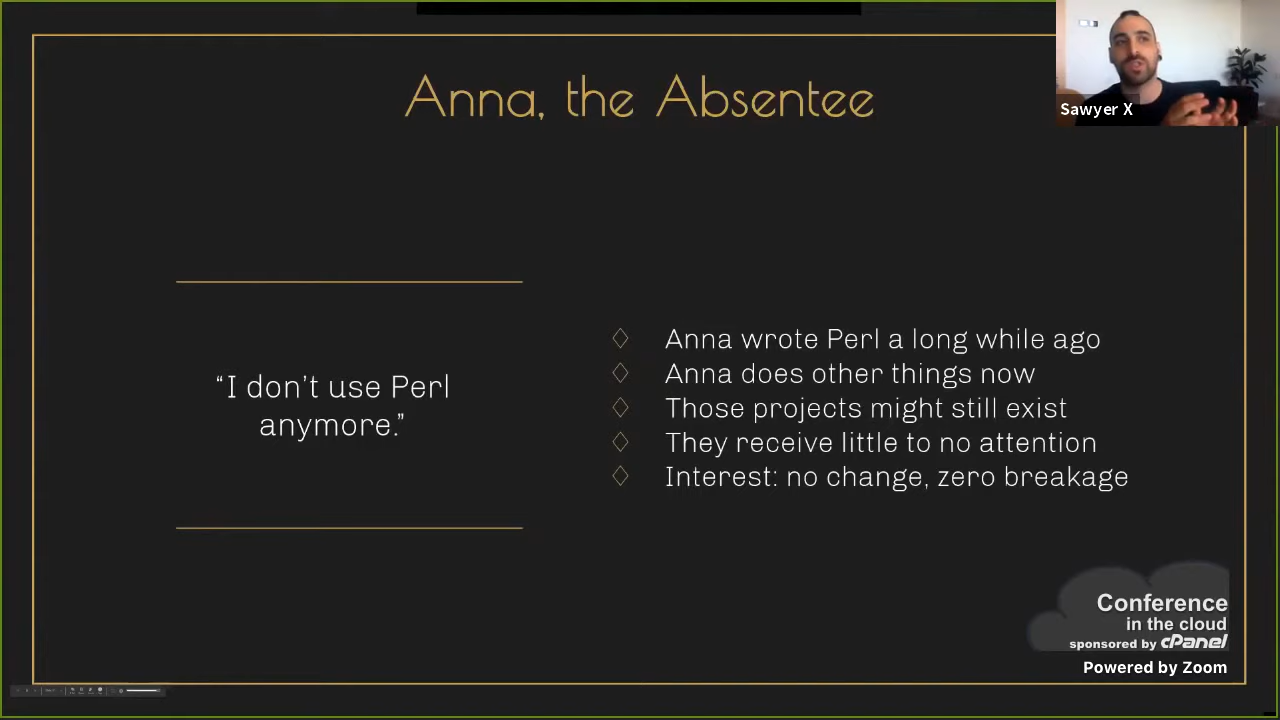 Anna, the Absentee
Sawyer X
“I don’t use Perl
anymore.”
Anna wrote Perl a long while ago
Anna does other things now
Those projects might still exist
They receive little to no attention
Interest: no change, zero breakage
Conference
in the cloud
sponsored by cPanel
Powered by Zoom